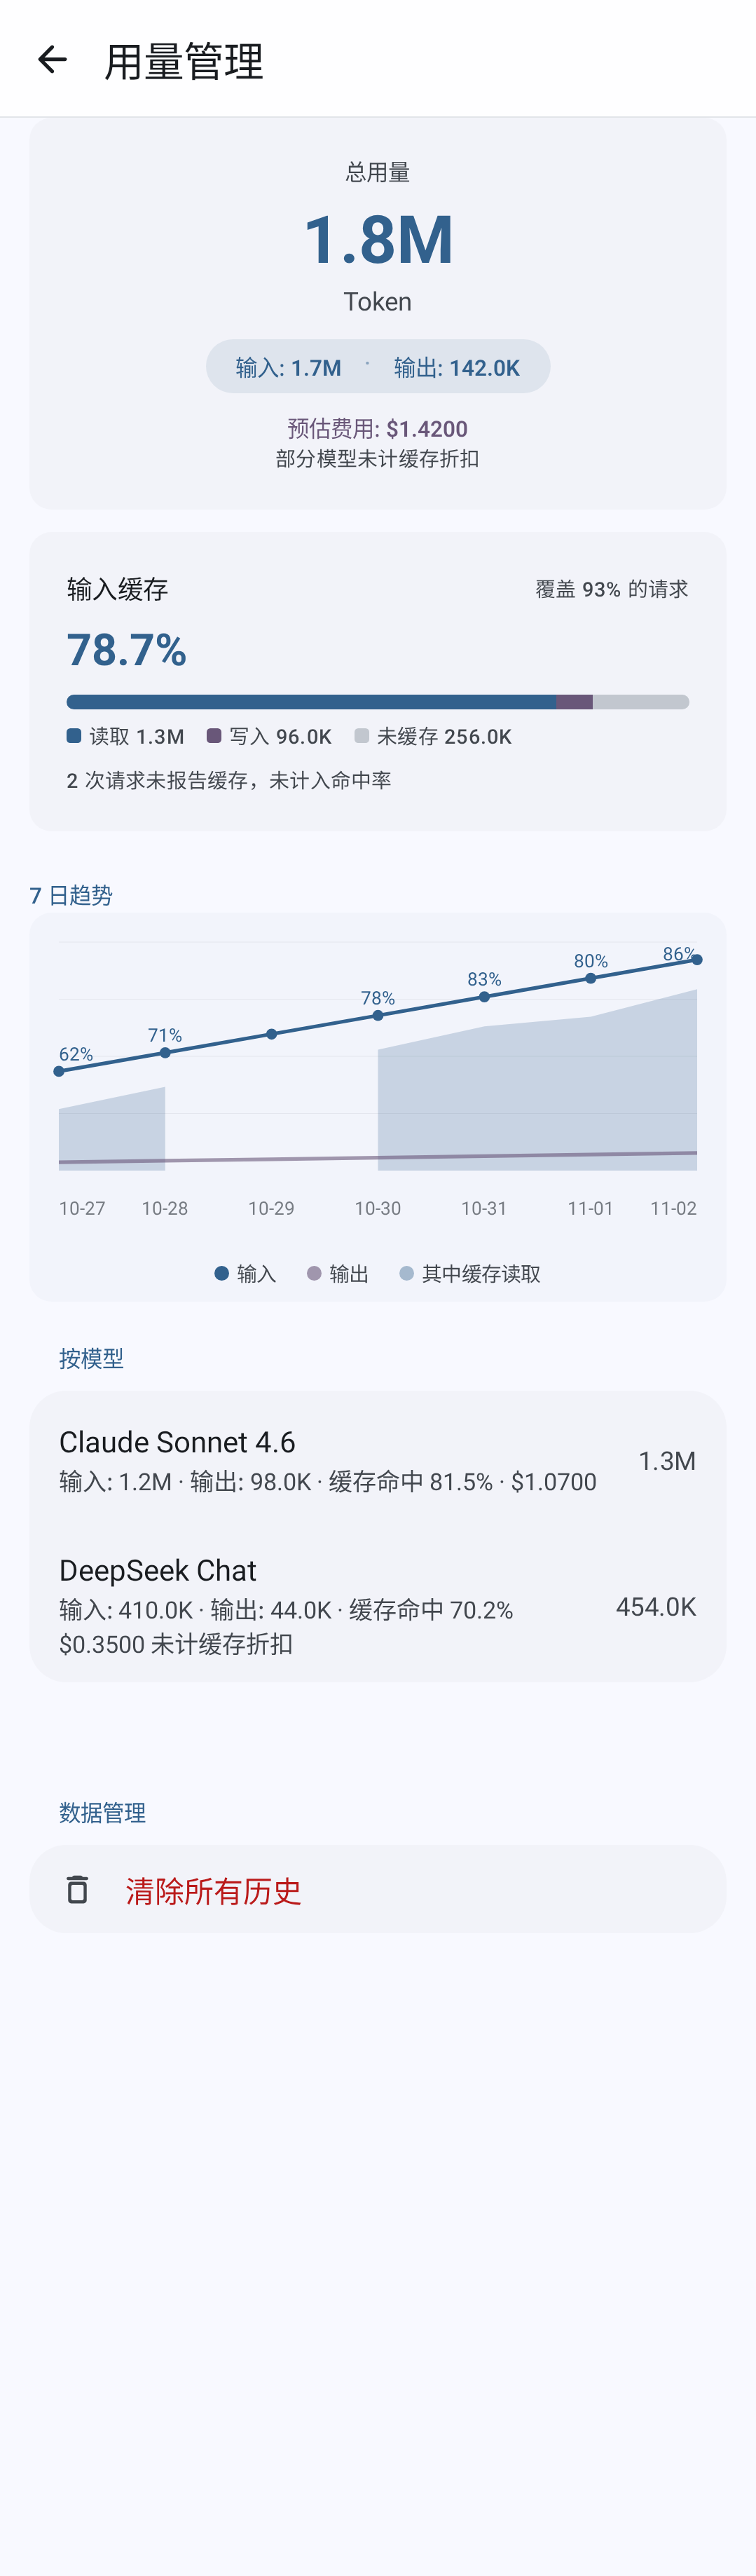 用量管理
总用量
1.8M
Token
输入: 1.7M · 输出: 142.0K
预估费用: $1.4200
部分模型未计缓存折扣
输入缓存 覆盖 93% 的请求
78.7%
读取 1.3M 写入 96.0K 未缓存 256.0K
2 次请求未报告缓存，未计入命中率
7 日趋势
62% 71% 78% 83% 80% 86%
10-27 10-28 10-29 10-30 10-31 11-01 11-02
输入 输出 其中缓存读取
按模型
Claude Sonnet 4.6
输入: 1.2M · 输出: 98.0K · 缓存命中 81.5% · $1.0700
1.3M
DeepSeek Chat
输入: 410.0K · 输出: 44.0K · 缓存命中 70.2%
$0.3500 未计缓存折扣
454.0K
数据管理
清除所有历史